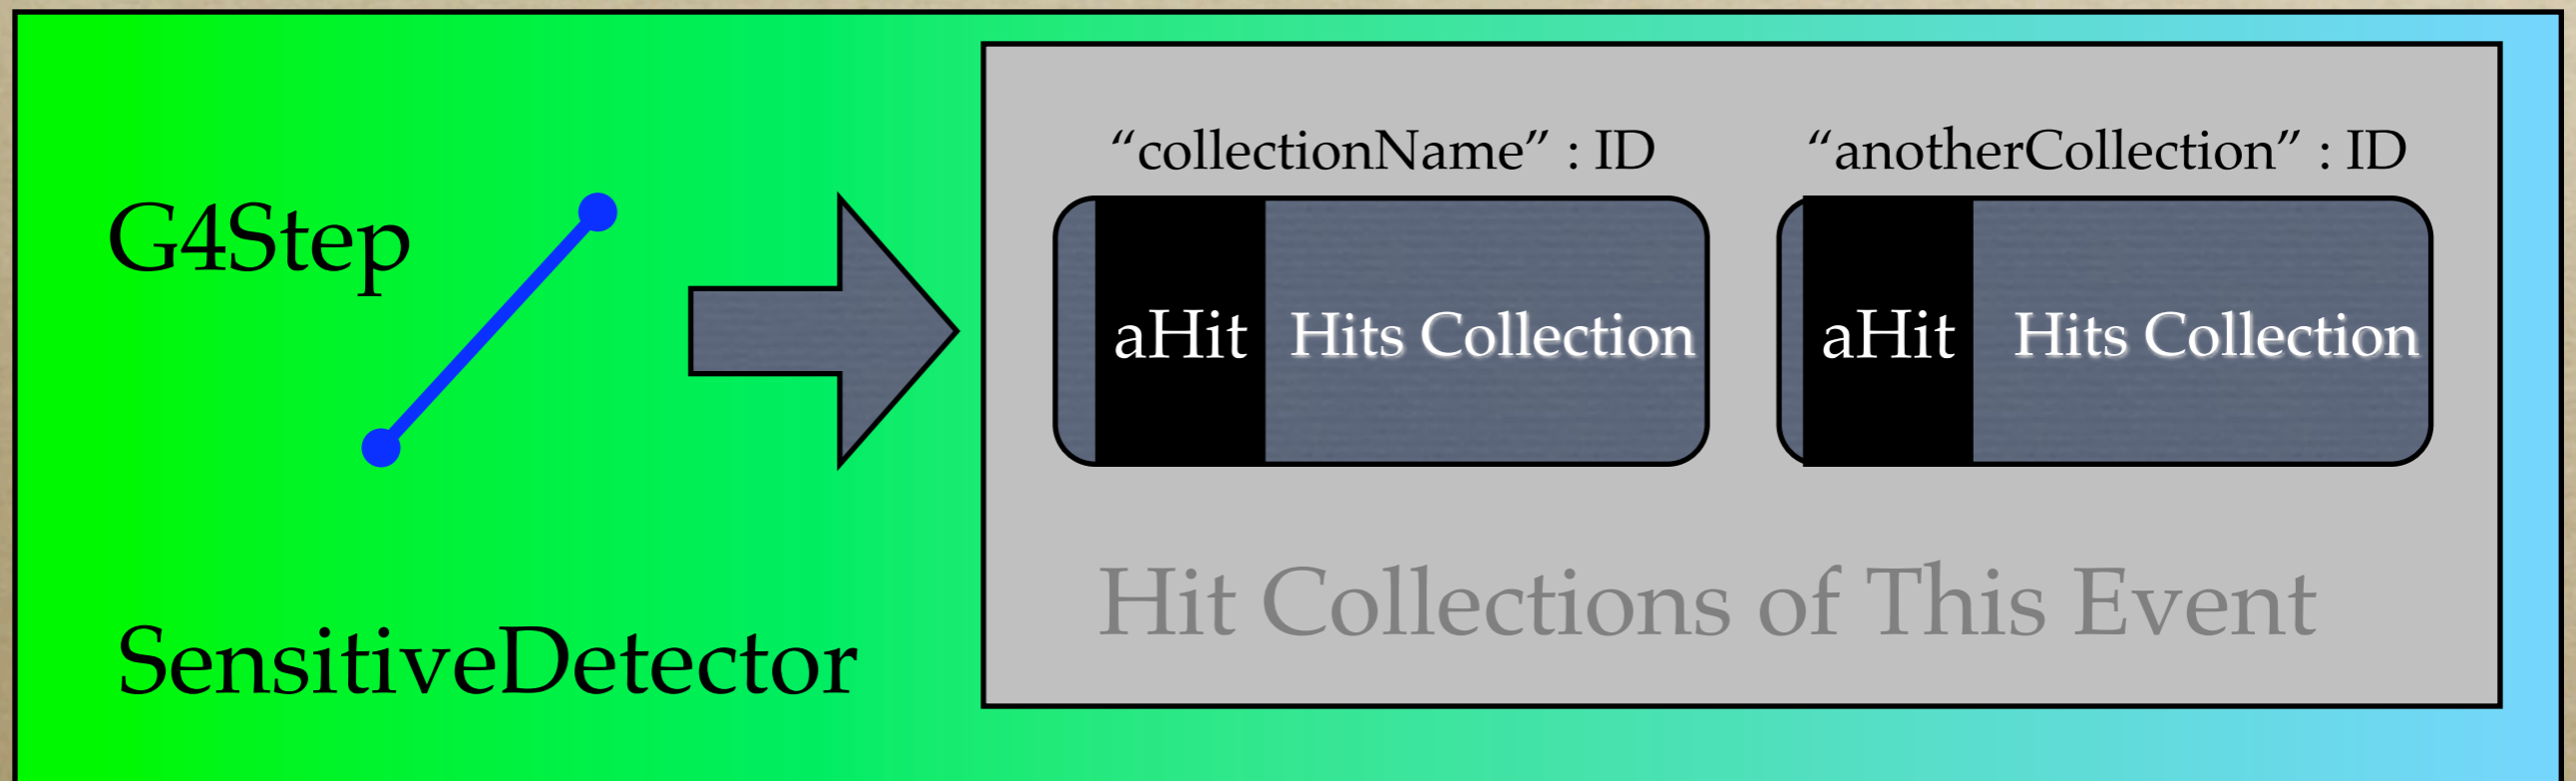 G4Step
SensitiveDetector
“collectionName” : ID
aHit
Hits Collection
“anotherCollection” : ID
aHit
Hits Collection
Hit Collections of This Event